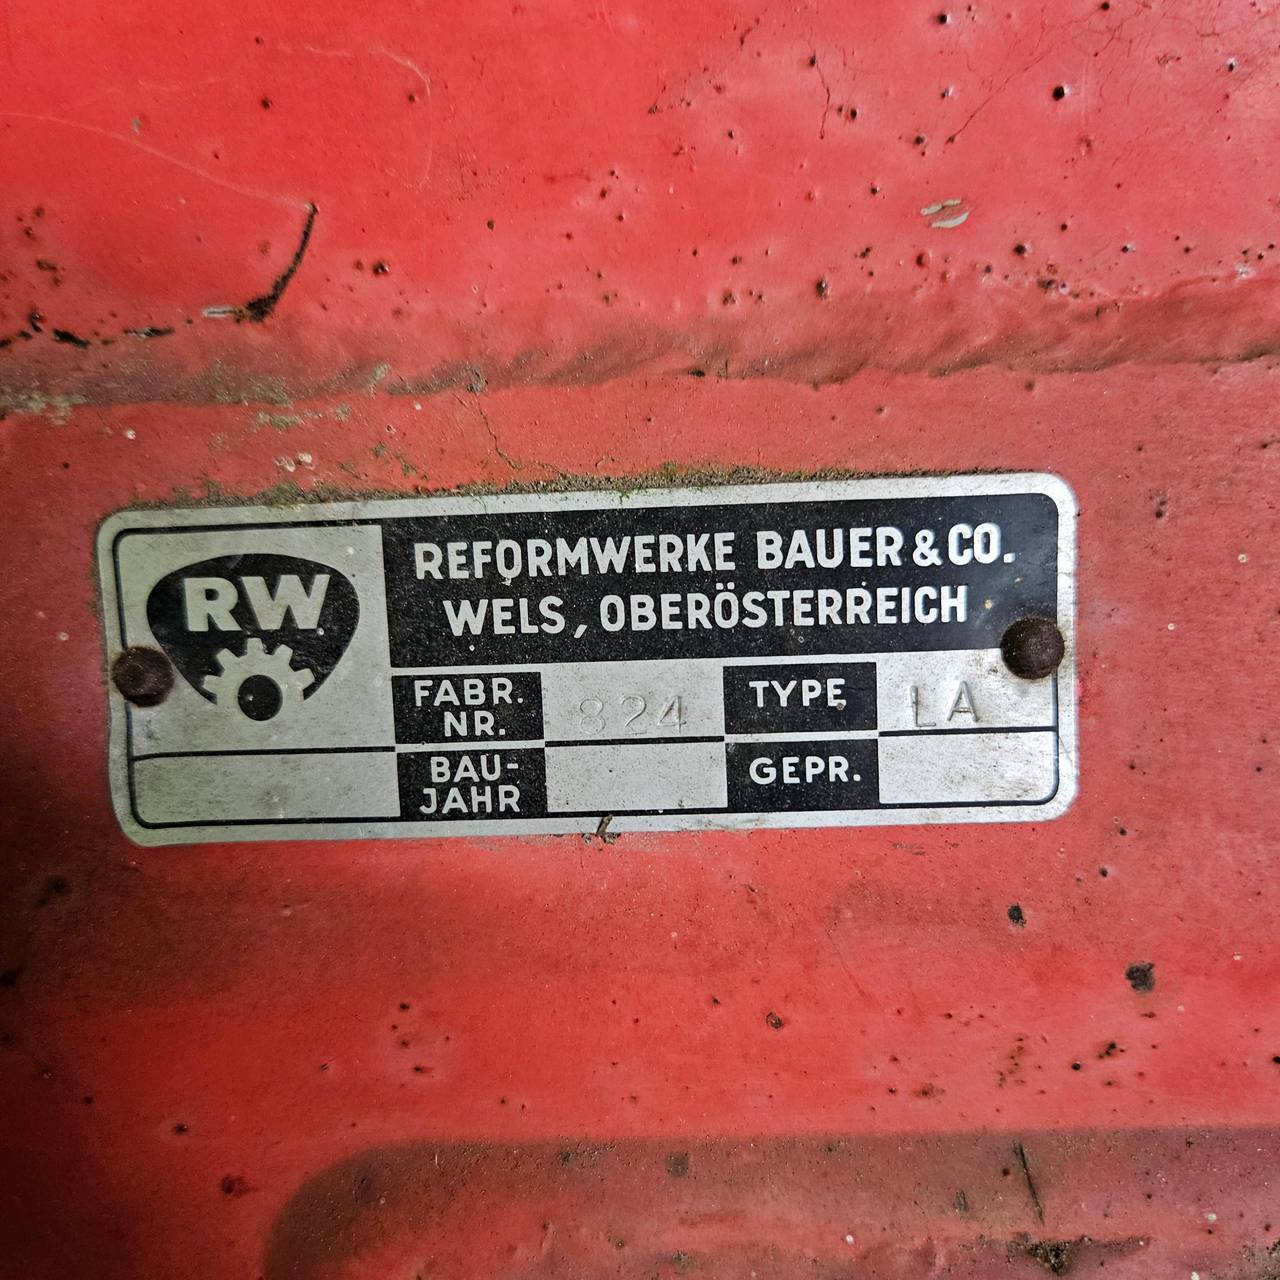 RW
REFORMWERKE BAUER & CO.
WELS, OBERÖSTERREICH
FABR. NR. 824 TYPE LA
BAU-JAHR GEPR.